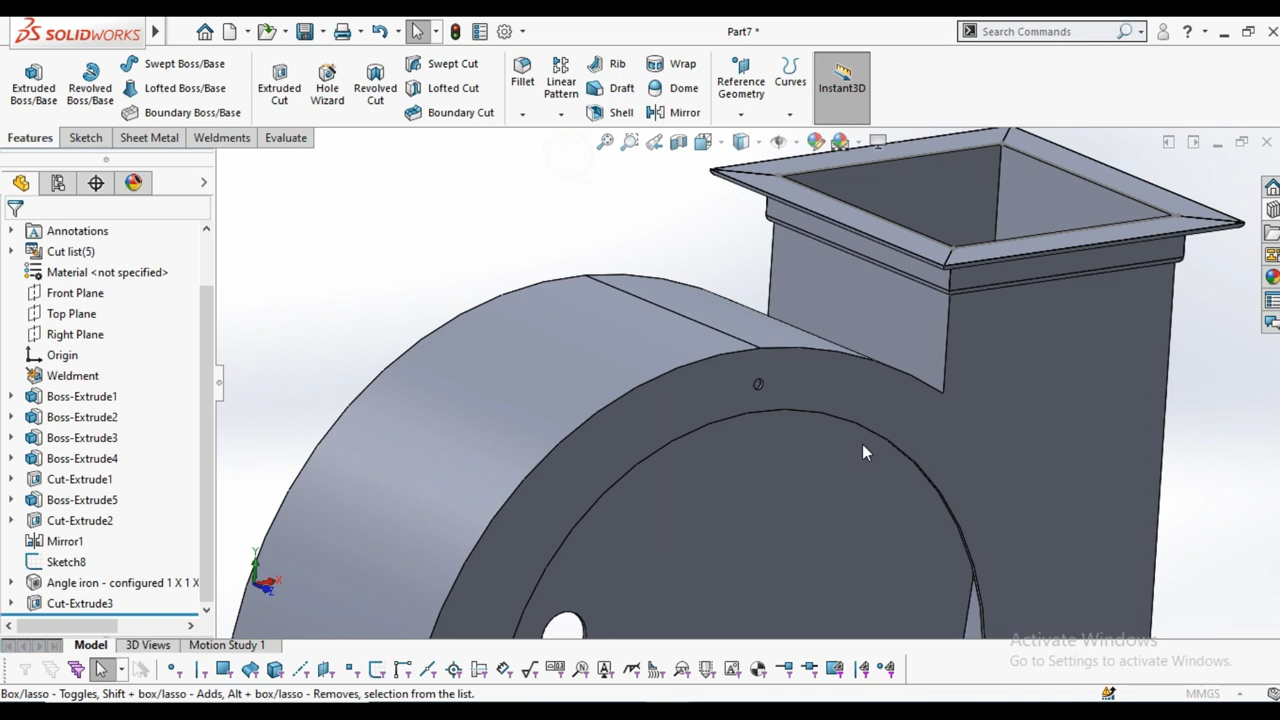 SOLIDWORKS
Part7 *
Search Commands
Extruded Boss/Base
Revolved Boss/Base
Swept Boss/Base
Lofted Boss/Base
Boundary Boss/Base
Extruded Cut
Hole Wizard
Revolved Cut
Swept Cut
Lofted Cut
Boundary Cut
Fillet
Linear Pattern
Rib
Draft
Shell
Wrap
Dome
Mirror
Reference Geometry
Curves
Instant3D
Features
Sketch
Sheet Metal
Weldments
Evaluate
Annotations
Cut list(5)
Material <not specified>
Front Plane
Top Plane
Right Plane
Origin
Weldment
Boss-Extrude1
Boss-Extrude2
Boss-Extrude3
Boss-Extrude4
Cut-Extrude1
Boss-Extrude5
Cut-Extrude2
Mirror1
Sketch8
Angle iron - configured 1 X 1 X
Cut-Extrude3
Y
X
Z
Activate Windows
Go to Settings to activate Windows.
Model
3D Views
Motion Study 1
Box/lasso - Toggles, Shift + box/lasso - Adds, Alt + box/lasso - Removes, selection from the list.
MMGS